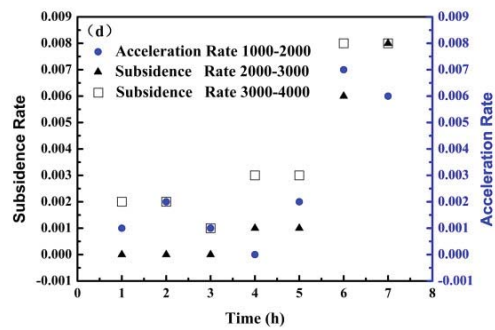 (d)
Acceleration Rate 1000-2000
Subsidence Rate 2000-3000
Subsidence Rate 3000-4000
Subsidence Rate
0.009
0.008
0.007
0.006
0.005
0.004
0.003
0.002
0.001
0.000
-0.001
Acceleration Rate
0.009
0.008
0.007
0.006
0.005
0.004
0.003
0.002
0.001
0.000
-0.001
0 1 2 3 4 5 6 7 8
Time (h)